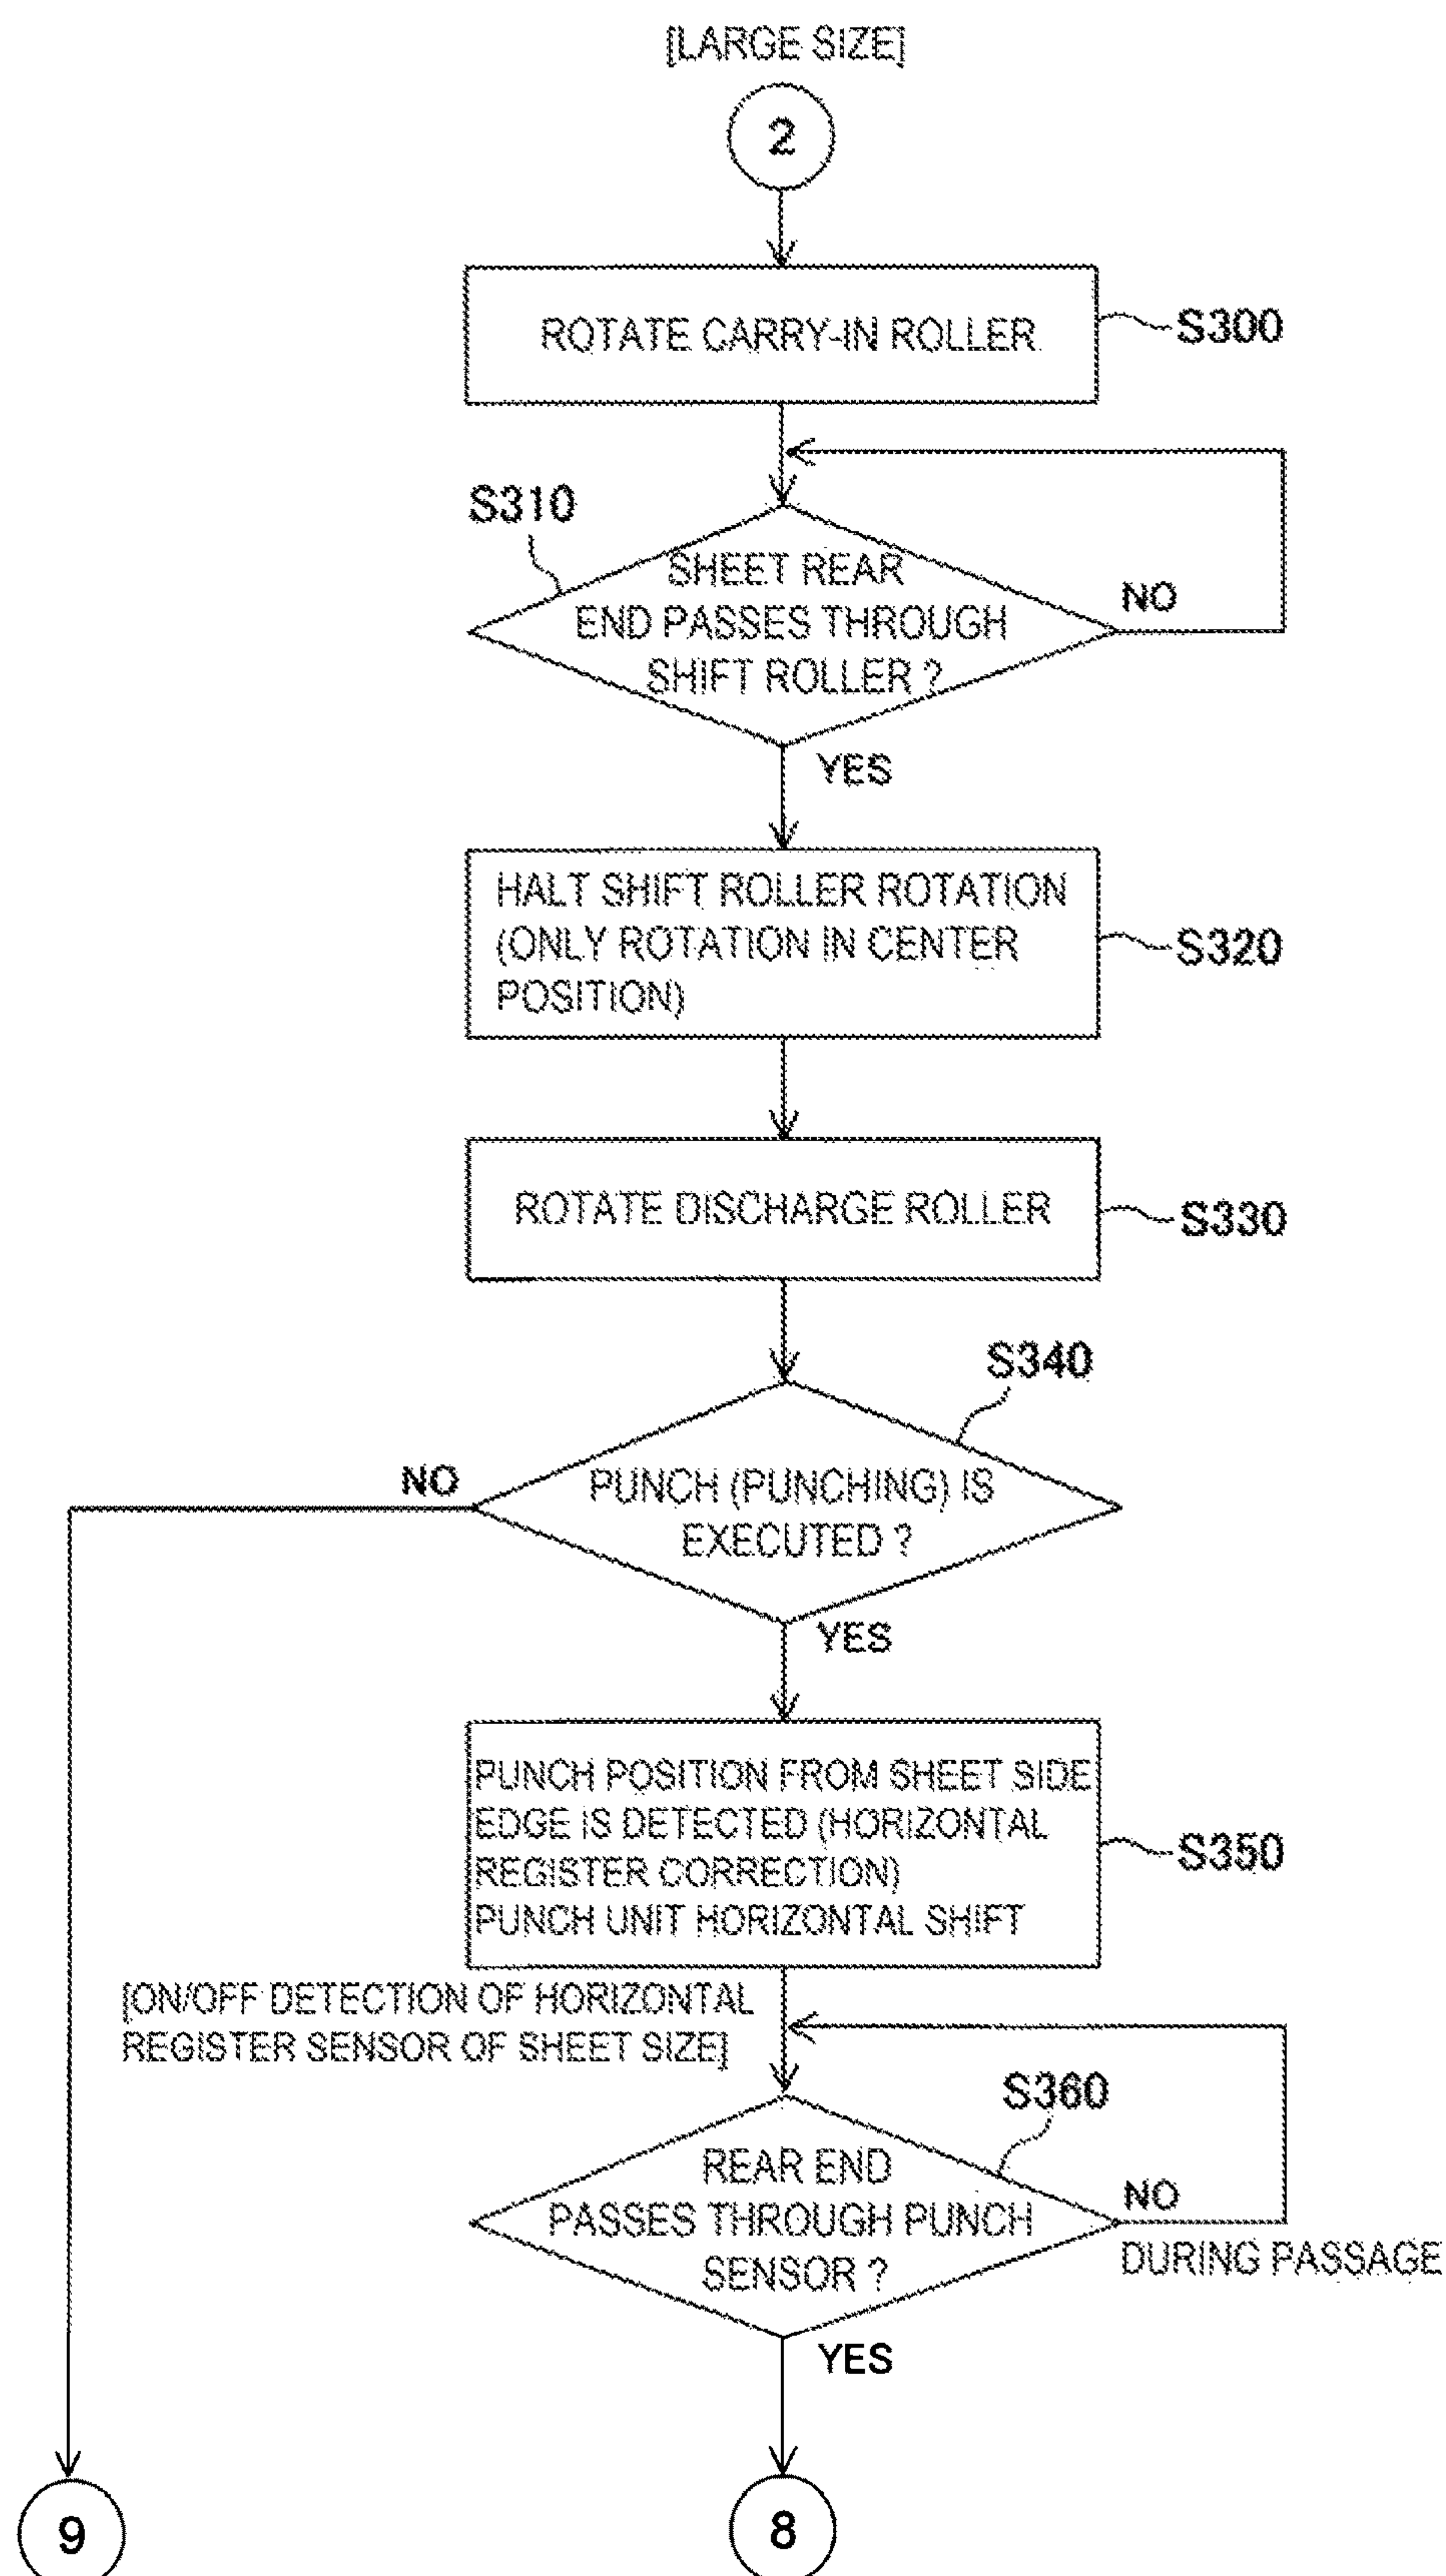 [LARGE SIZE]
2
ROTATE CARRY-IN ROLLER
S300
S310
SHEET REAR
END PASSES THROUGH
SHIFT ROLLER ?
NO
YES
HALT SHIFT ROLLER ROTATION
(ONLY ROTATION IN CENTER
POSITION)
S320
ROTATE DISCHARGE ROLLER
S330
S340
NO
PUNCH (PUNCHING) IS
EXECUTED ?
YES
PUNCH POSITION FROM SHEET SIDE
EDGE IS DETECTED (HORIZONTAL
REGISTER CORRECTION)
PUNCH UNIT HORIZONTAL SHIFT
S350
[ON/OFF DETECTION OF HORIZONTAL
REGISTER SENSOR OF SHEET SIZE]
S360
REAR END
PASSES THROUGH PUNCH
SENSOR ?
NO
DURING PASSAGE
YES
9
8